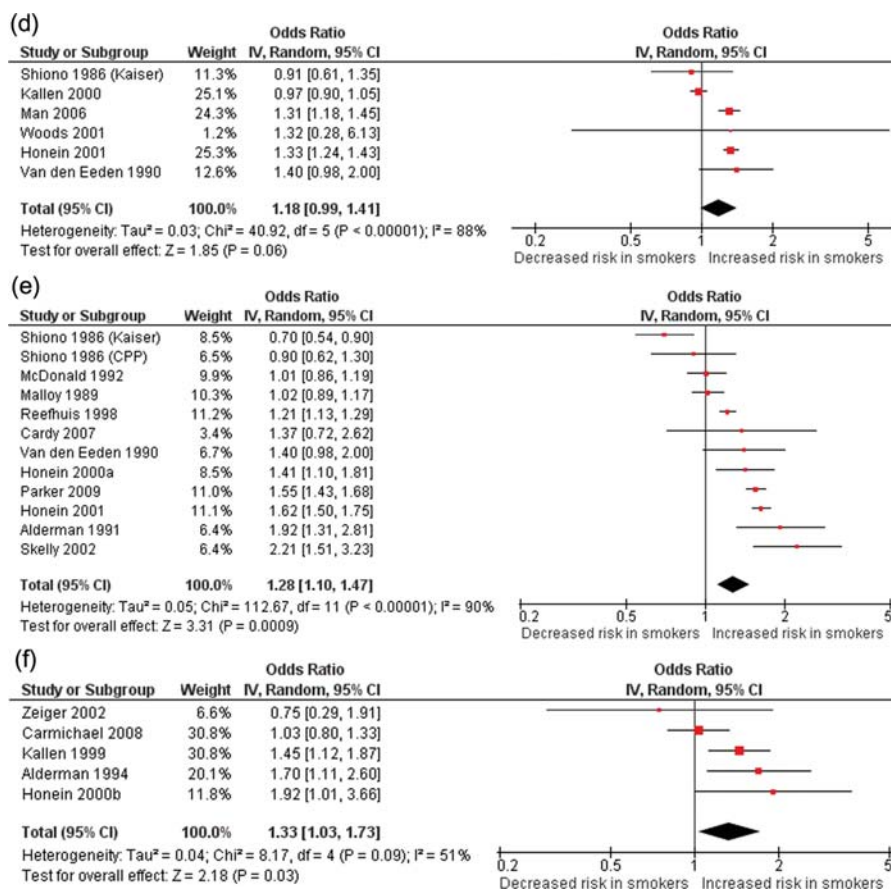 (d)
Odds Ratio Odds Ratio
Study or Subgroup Weight IV, Random, 95% CI IV, Random, 95% CI
Shiono 1986 (Kaiser) 11.3% 0.91 [0.61, 1.35]
Kallen 2000 25.1% 0.97 [0.90, 1.05]
Man 2006 24.3% 1.31 [1.18, 1.45]
Woods 2001 1.2% 1.32 [0.28, 6.13]
Honein 2001 25.3% 1.33 [1.24, 1.43]
Van den Eeden 1990 12.6% 1.40 [0.98, 2.00]
Total (95% CI) 100.0% 1.18 [0.99, 1.41]
Heterogeneity: Tau² = 0.03; Chi² = 40.92, df = 5 (P < 0.00001); I² = 88%
Test for overall effect: Z = 1.85 (P = 0.06)
0.2 0.5 1 2 5
Decreased risk in smokers Increased risk in smokers
(e)
Odds Ratio Odds Ratio
Study or Subgroup Weight IV, Random, 95% CI IV, Random, 95% CI
Shiono 1986 (Kaiser) 8.5% 0.70 [0.54, 0.90]
Shiono 1986 (CPP) 6.5% 0.90 [0.62, 1.30]
McDonald 1992 9.9% 1.01 [0.86, 1.19]
Malloy 1989 10.3% 1.02 [0.89, 1.17]
Reefhuis 1998 11.2% 1.21 [1.13, 1.29]
Cardy 2007 3.4% 1.37 [0.72, 2.62]
Van den Eeden 1990 6.7% 1.40 [0.98, 2.00]
Honein 2000a 8.5% 1.41 [1.10, 1.81]
Parker 2009 11.0% 1.55 [1.43, 1.68]
Honein 2001 11.1% 1.62 [1.50, 1.75]
Alderman 1991 6.4% 1.92 [1.31, 2.81]
Skelly 2002 6.4% 2.21 [1.51, 3.23]
Total (95% CI) 100.0% 1.28 [1.10, 1.47]
Heterogeneity: Tau² = 0.05; Chi² = 112.67, df = 11 (P < 0.00001); I² = 90%
Test for overall effect: Z = 3.31 (P = 0.0009)
0.2 0.5 1 2 5
Decreased risk in smokers Increased risk in smokers
(f)
Odds Ratio Odds Ratio
Study or Subgroup Weight IV, Random, 95% CI IV, Random, 95% CI
Zeiger 2002 6.6% 0.75 [0.29, 1.91]
Carmichael 2008 30.8% 1.03 [0.80, 1.33]
Kallen 1999 30.8% 1.45 [1.12, 1.87]
Alderman 1994 20.1% 1.70 [1.11, 2.60]
Honein 2000b 11.8% 1.92 [1.01, 3.66]
Total (95% CI) 100.0% 1.33 [1.03, 1.73]
Heterogeneity: Tau² = 0.04; Chi² = 8.17, df = 4 (P = 0.09); I² = 51%
Test for overall effect: Z = 2.18 (P = 0.03)
0.2 0.5 1 2 5
Decreased risk in smokers Increased risk in smokers